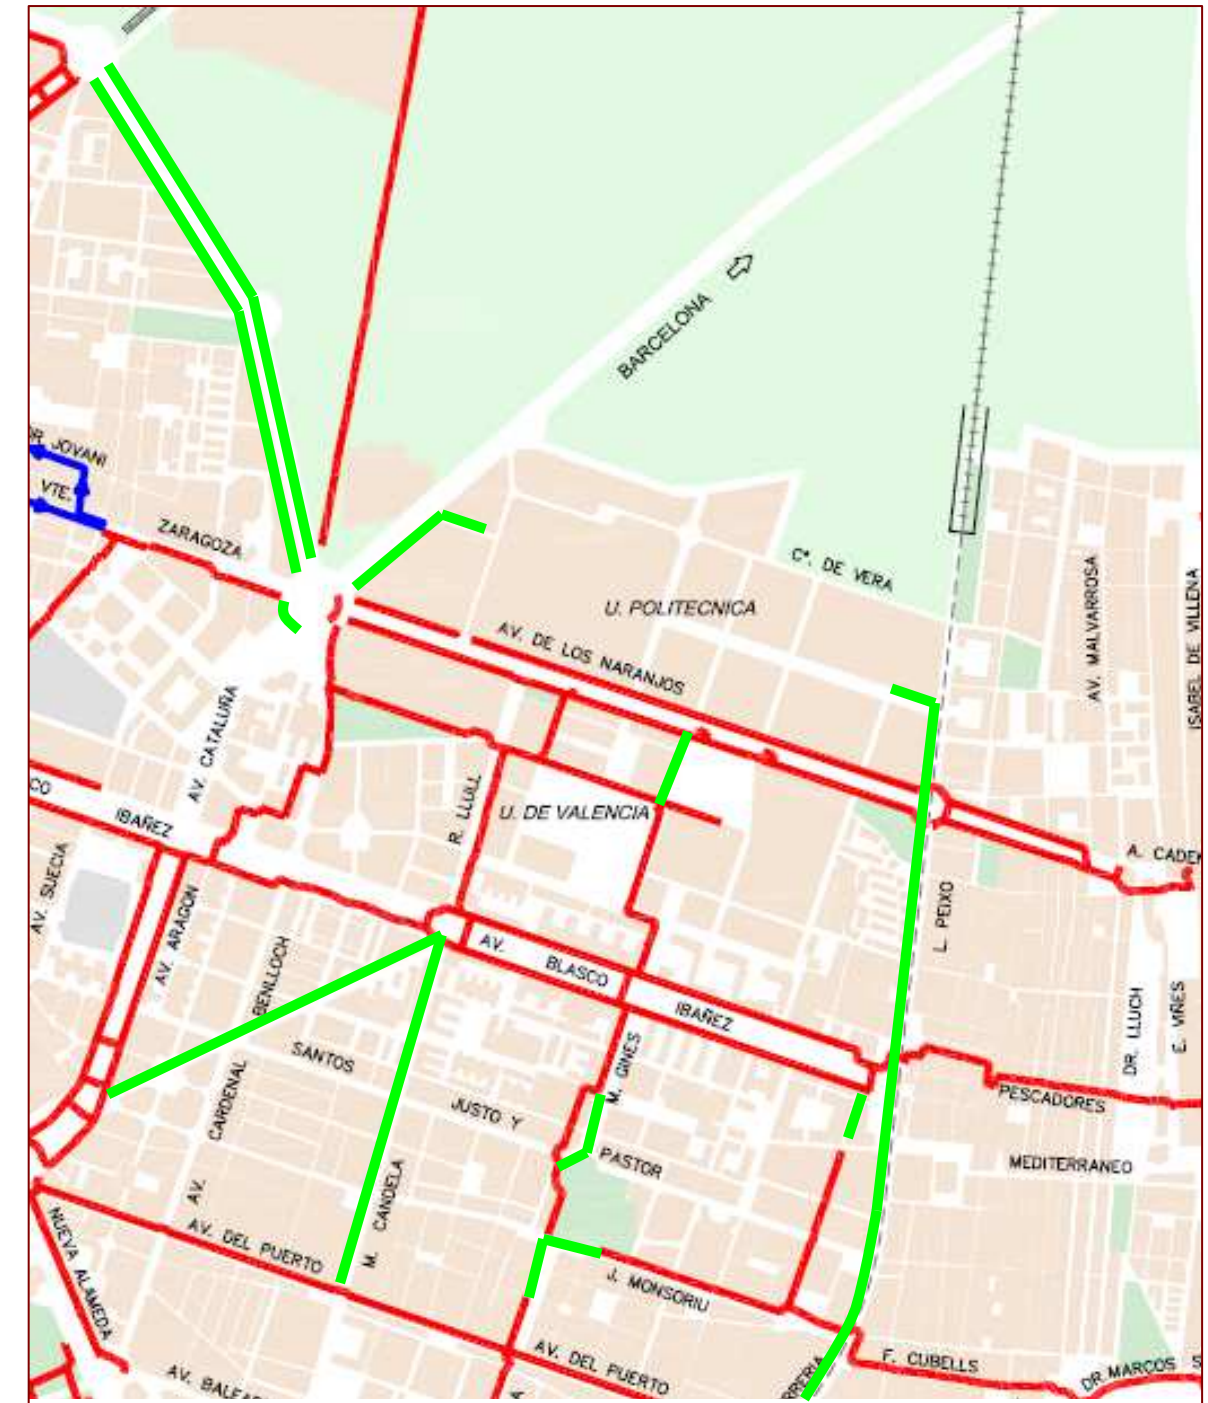 BARCELONA
JOVANI
VTE.
ZARAGOZA
Cº. DE VERA
U. POLITECNICA
AV. DE LOS NARANJOS
AV. MALVARROSA
ISABEL DE VILLENA
AV. CATALUÑA
CO
IBAÑEZ
R. LLULL
U. DE VALENCIA
A. CADE
AV. SUECIA
AV. ARAGON
BENLLOCH
AV.
BLASCO
IBAÑEZ
L. PEIXO
DR. LLUCH
E. VIÑES
SANTOS
JUSTO Y
PASTOR
M. GINES
PESCADORES
MEDITERRANEO
CARDENAL
AV.
M. CANDELA
NUEVA ALAMEDA
AV. DEL PUERTO
J. MONSORIU
AV. DEL PUERTO
F. CUBELLS
DR.MARCOS S
RRERIA
AV. BALEA